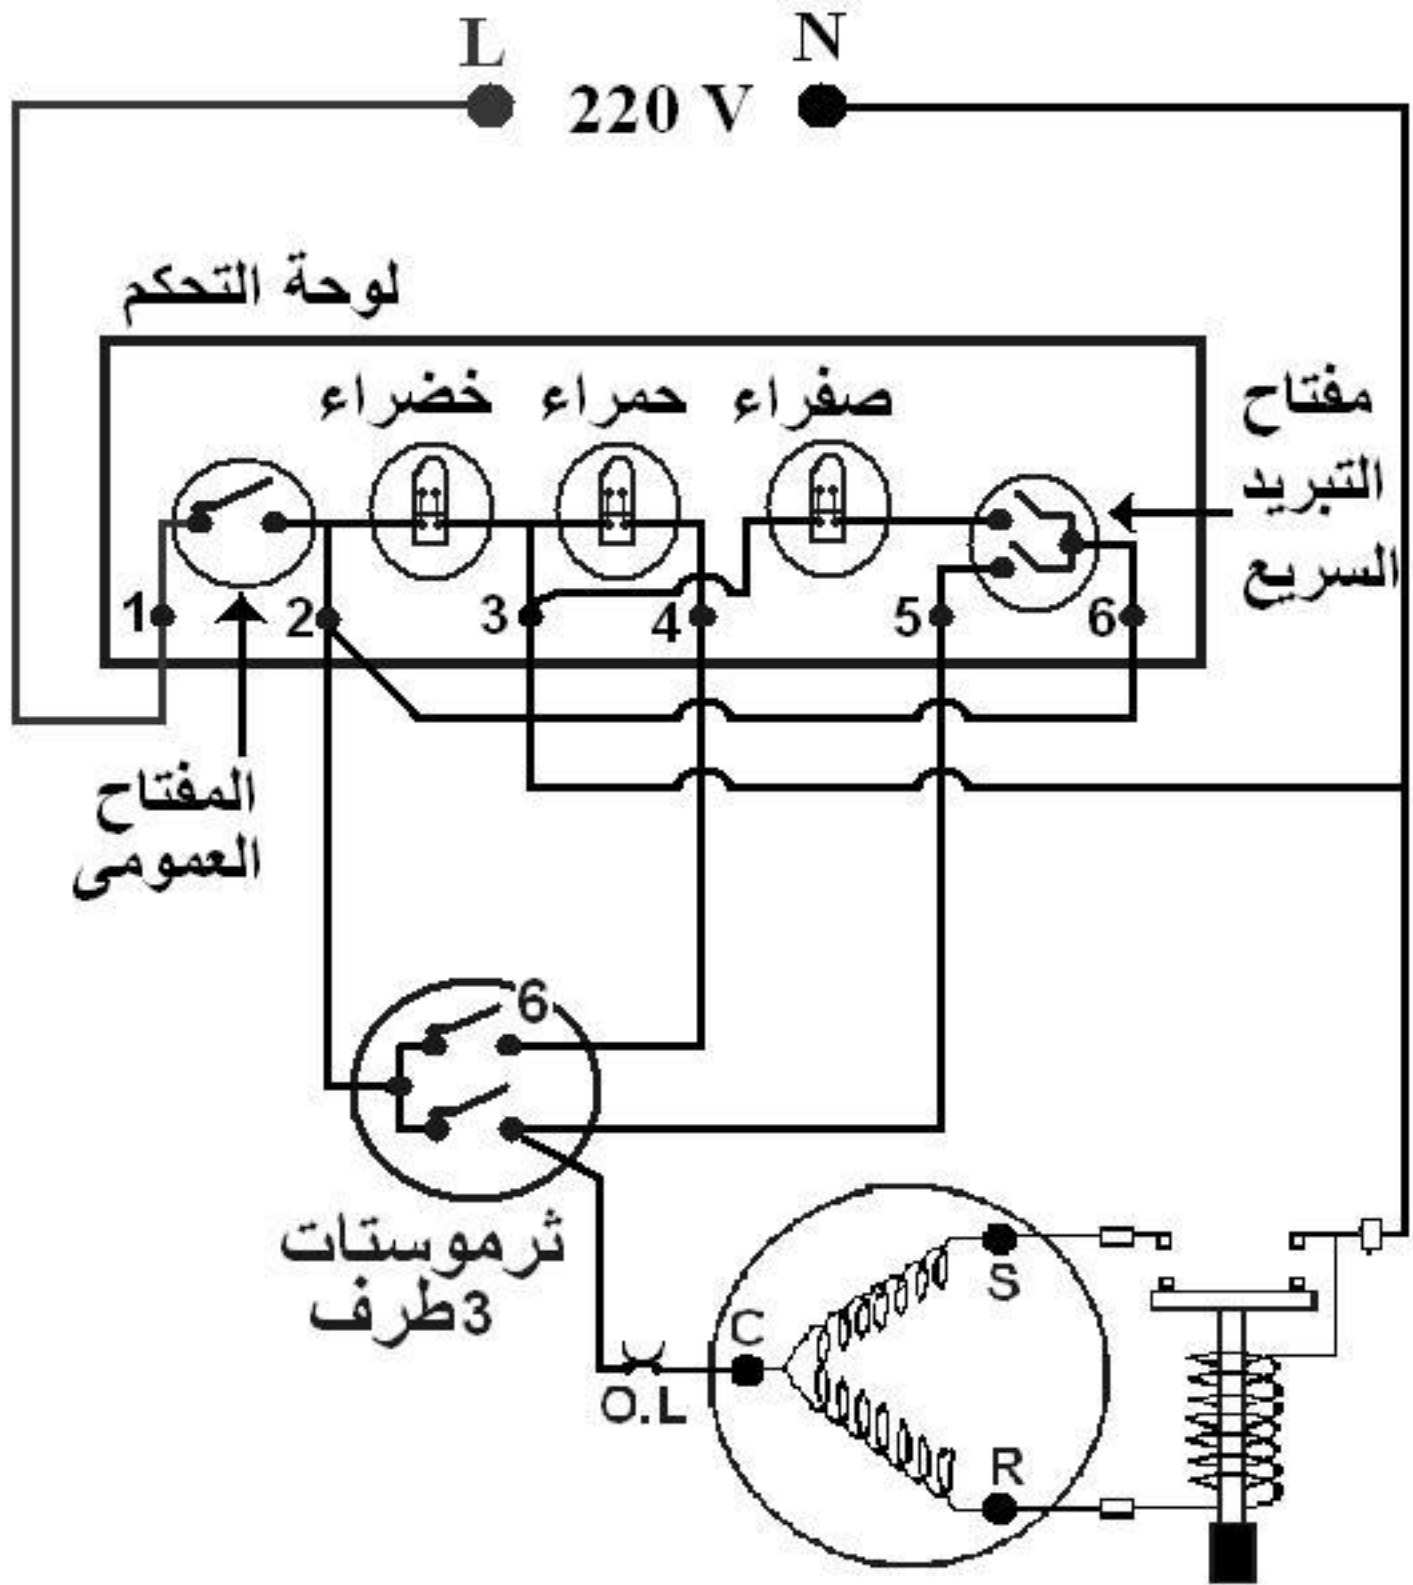 L
N
220 V
لوحة التحكم
خضراء
حمراء
صفراء
مفتاح
التبريد
السريع
1
2
3
4
5
6
المفتاح
العمومى
6
ثرموستات
3طرف
C
S
R
O.L